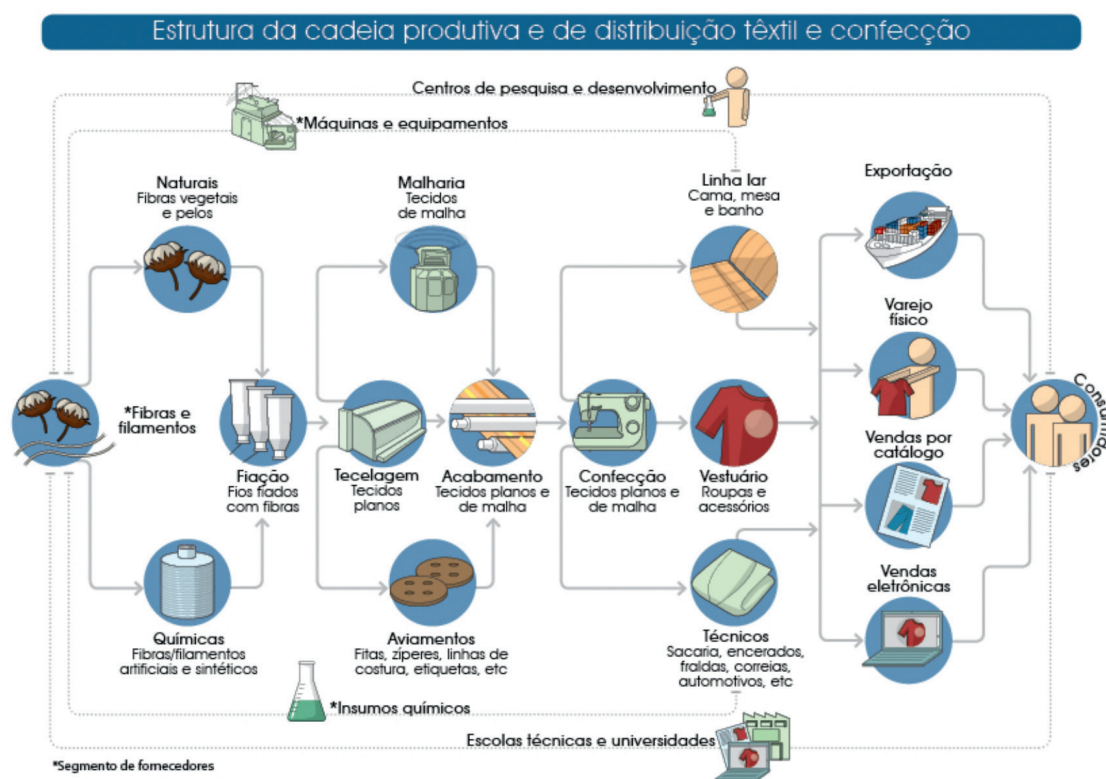 Estrutura da cadeia produtiva e de distribuição têxtil e confecção
Centros de pesquisa e desenvolvimento
*Máquinas e equipamentos
Naturais
Fibras vegetais
e pelos
Malharia
Tecidos
de malha
Linha lar
Cama, mesa
e banho
Exportação
Varejo
físico
*Fibras e
filamentos
Fiação
Fios fiados
com fibras
Tecelagem
Tecidos
planos
Acabamento
Tecidos planos e
de malha
Confecção
Tecidos planos e
de malha
Vestuário
Roupas e
acessórios
Vendas por
catálogo
Consumidores
Químicas
Fibras/filamentos
artificiais e sintéticos
Aviamentos
Fitas, zíperes, linhas de
costura, etiquetas, etc
Técnicos
Sacaria, encerados,
fraldas, correias,
automotivos, etc
Vendas
eletrônicas
*Insumos químicos
Escolas técnicas e universidades
*Segmento de fornecedores